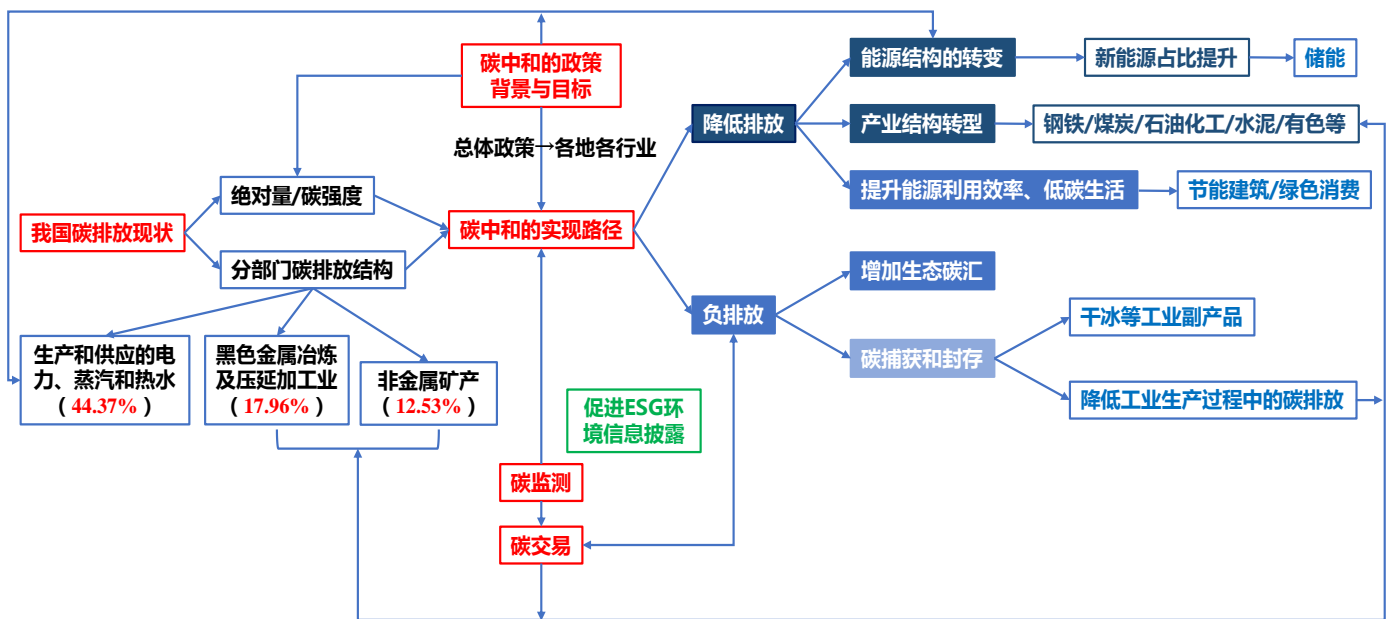 碳中和的政策
背景与目标
能源结构的转变
新能源占比提升
储能
降低排放
产业结构转型
钢铁/煤炭/石油化工/水泥/有色等
总体政策→各地各行业
绝对量/碳强度
提升能源利用效率、低碳生活
节能建筑/绿色消费
我国碳排放现状
碳中和的实现路径
分部门碳排放结构
增加生态碳汇
负排放
干冰等工业副产品
碳捕获和封存
生产和供应的电
力、蒸汽和热水
（44.37%）
黑色金属冶炼
及压延加工业
（17.96%）
非金属矿产
（12.53%）
降低工业生产过程中的碳排放
促进ESG环
境信息披露
碳监测
碳交易